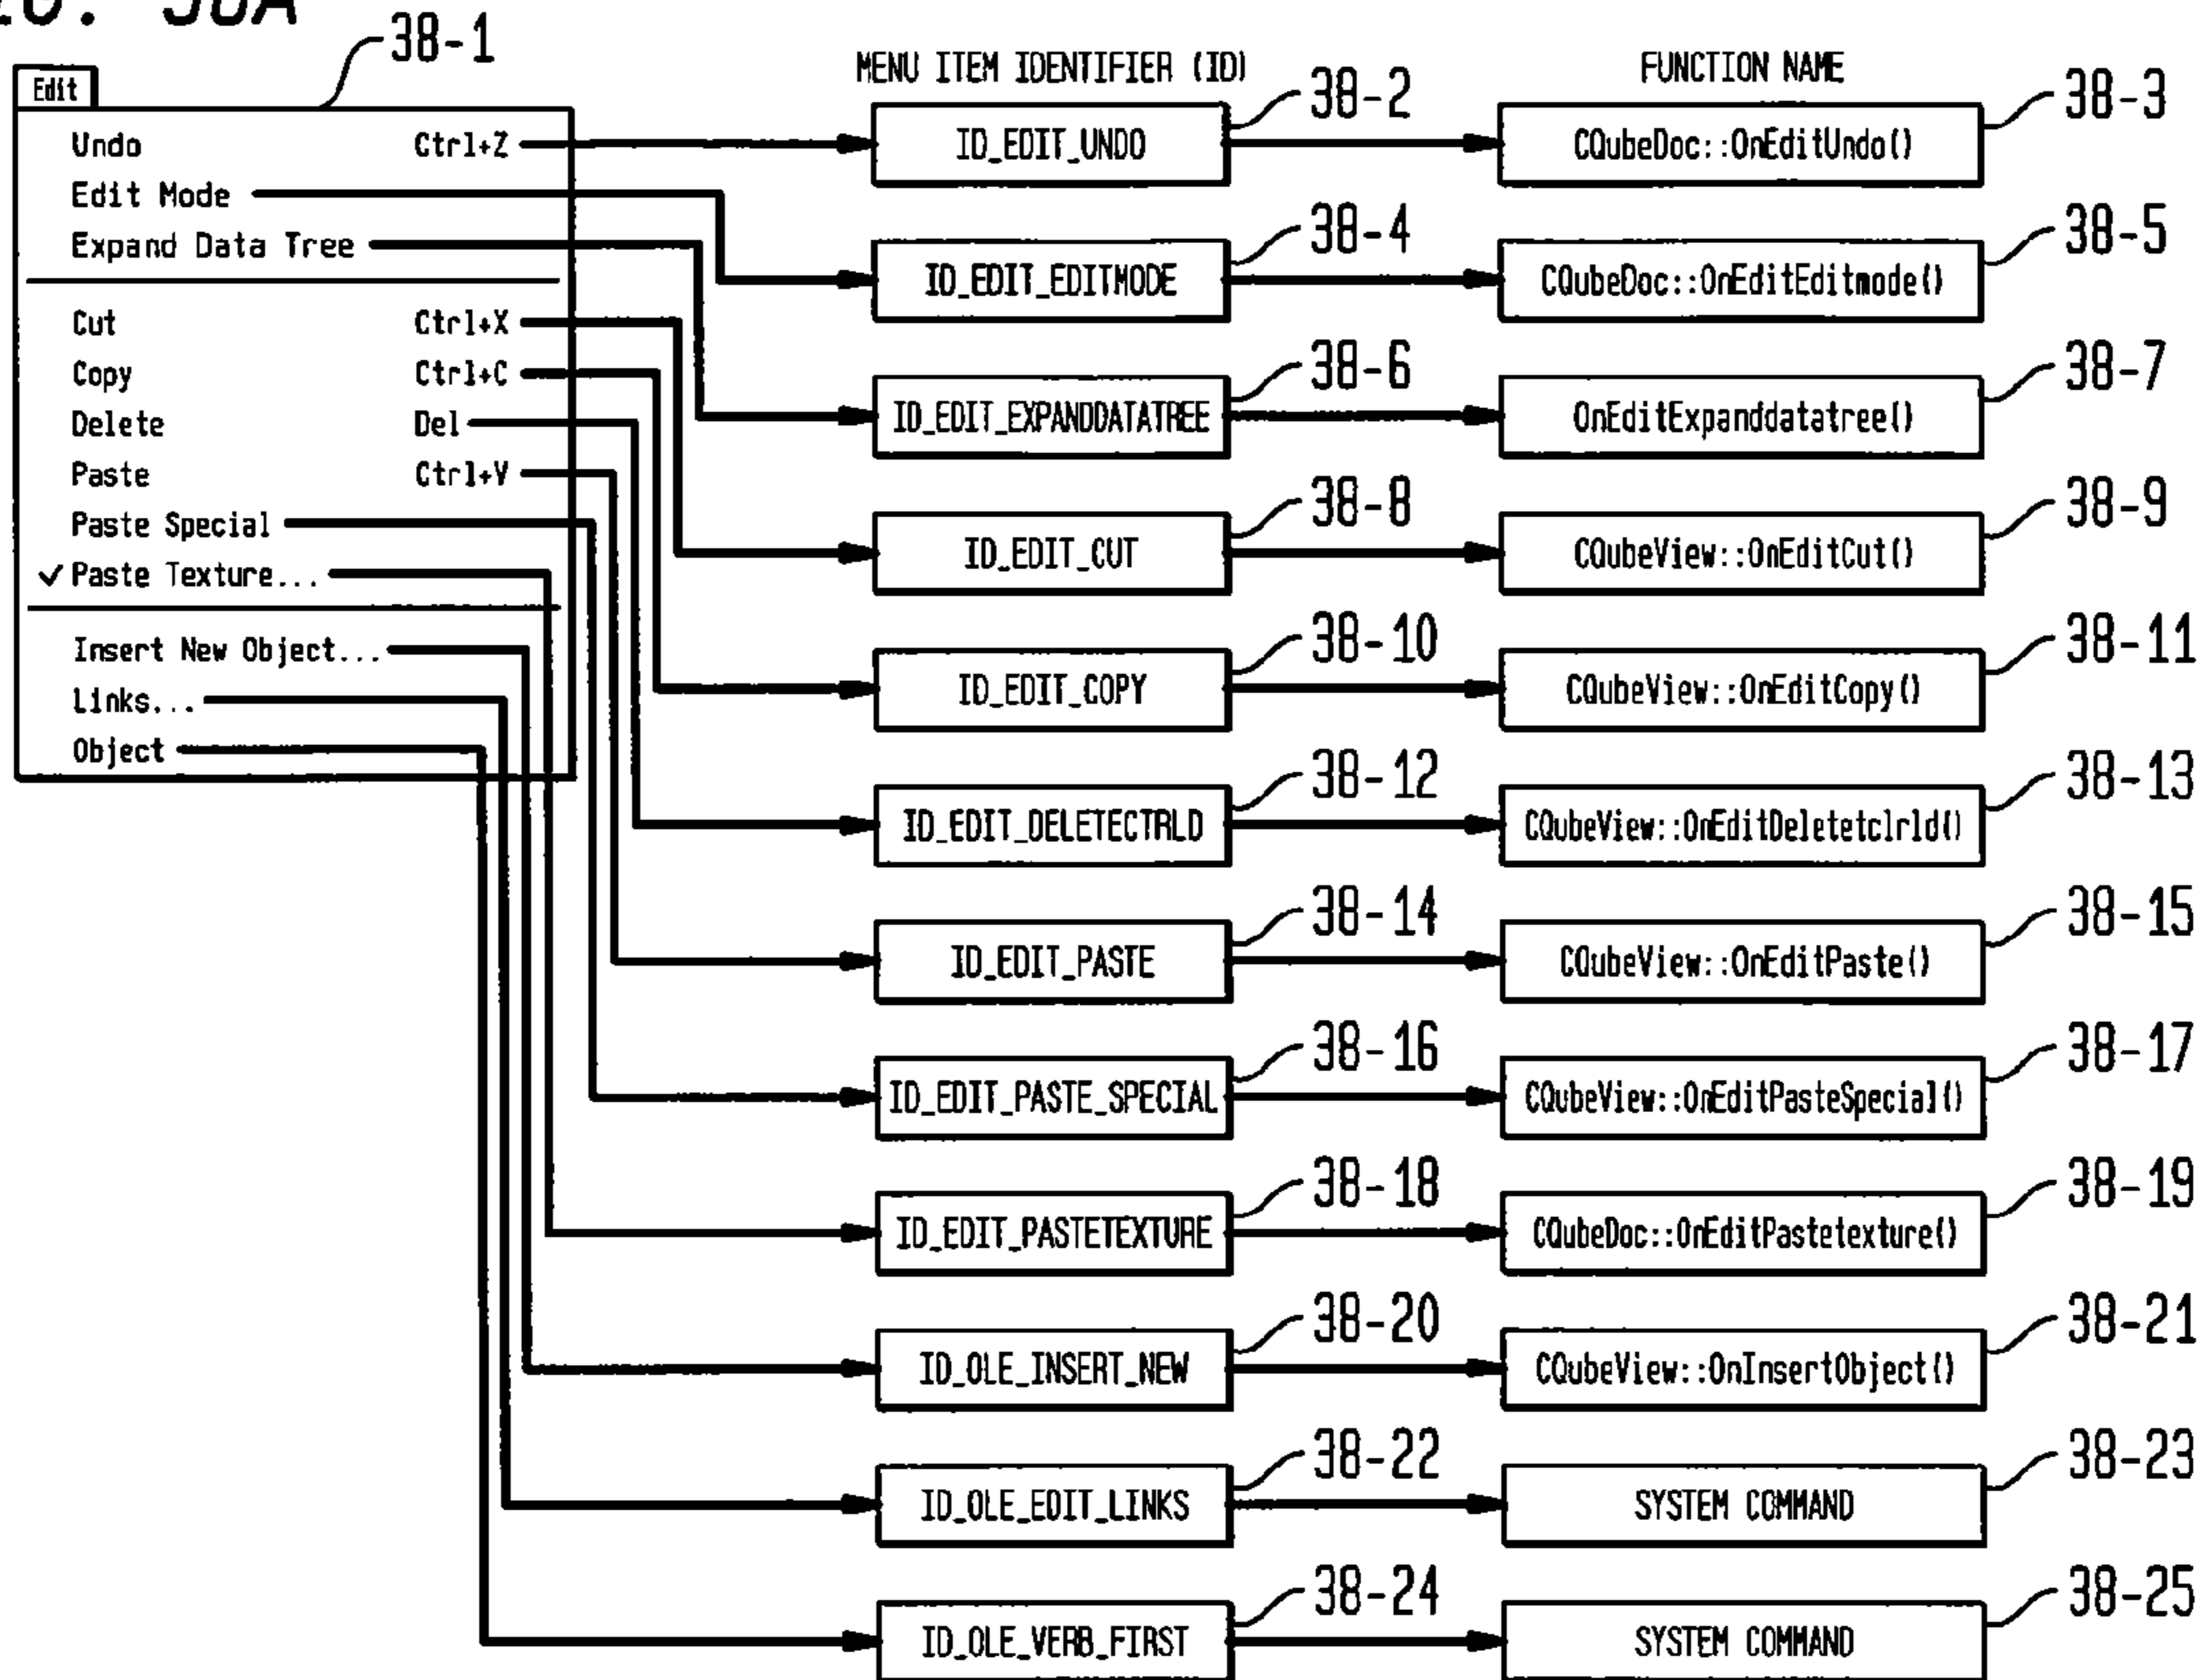 38A
38-1
MENU ITEM IDENTIFIER (ID)
FUNCTION NAME
Edit
Undo Ctrl+Z
Edit Mode
Expand Data Tree
Cut Ctrl+X
Copy Ctrl+C
Delete Del
Paste Ctrl+V
Paste Special
✓ Paste Texture...
Insert New Object...
Links...
Object
38-2
ID_EDIT_UNDO
38-3
CQubeDoc::OnEditUndo()
38-4
ID_EDIT_EDITMODE
38-5
CQubeDoc::OnEditEditmode()
38-6
ID_EDIT_EXPANDDATATREE
38-7
OnEditExpanddatatree()
38-8
ID_EDIT_CUT
38-9
CQubeView::OnEditCut()
38-10
ID_EDIT_COPY
38-11
CQubeView::OnEditCopy()
38-12
ID_EDIT_DELETECTRLD
38-13
CQubeView::OnEditDeletetclrld()
38-14
ID_EDIT_PASTE
38-15
CQubeView::OnEditPaste()
38-16
ID_EDIT_PASTE_SPECIAL
38-17
CQubeView::OnEditPasteSpecial()
38-18
ID_EDIT_PASTETEXTURE
38-19
CQubeDoc::OnEditPastetexture()
38-20
ID_OLE_INSERT_NEW
38-21
CQubeView::OnInsertObject()
38-22
ID_OLE_EDIT_LINKS
38-23
SYSTEM COMMAND
38-24
ID_OLE_VERB_FIRST
38-25
SYSTEM COMMAND